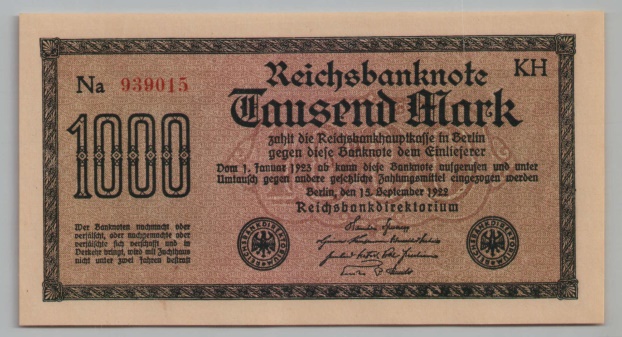 Na 939015
Reichsbanknote
KH
Tausend Mark
1000
zahlt die Reichsbankhauptkasse in Berlin
gegen diese Banknote dem Einlieferer
Vom 1. Januar 1923 ab kann diese Banknote aufgerufen und unter
Umtausch gegen andere gesetzliche Zahlungsmittel eingezogen werden
Berlin, den 15. September 1922
Reichsbankdirektorium
Wer Banknoten nachmacht oder
verfälscht, oder nachgemachte oder
verfälschte sich verschafft und in
Verkehr bringt, wird mit Zuchthaus
nicht unter zwei Jahren bestraft